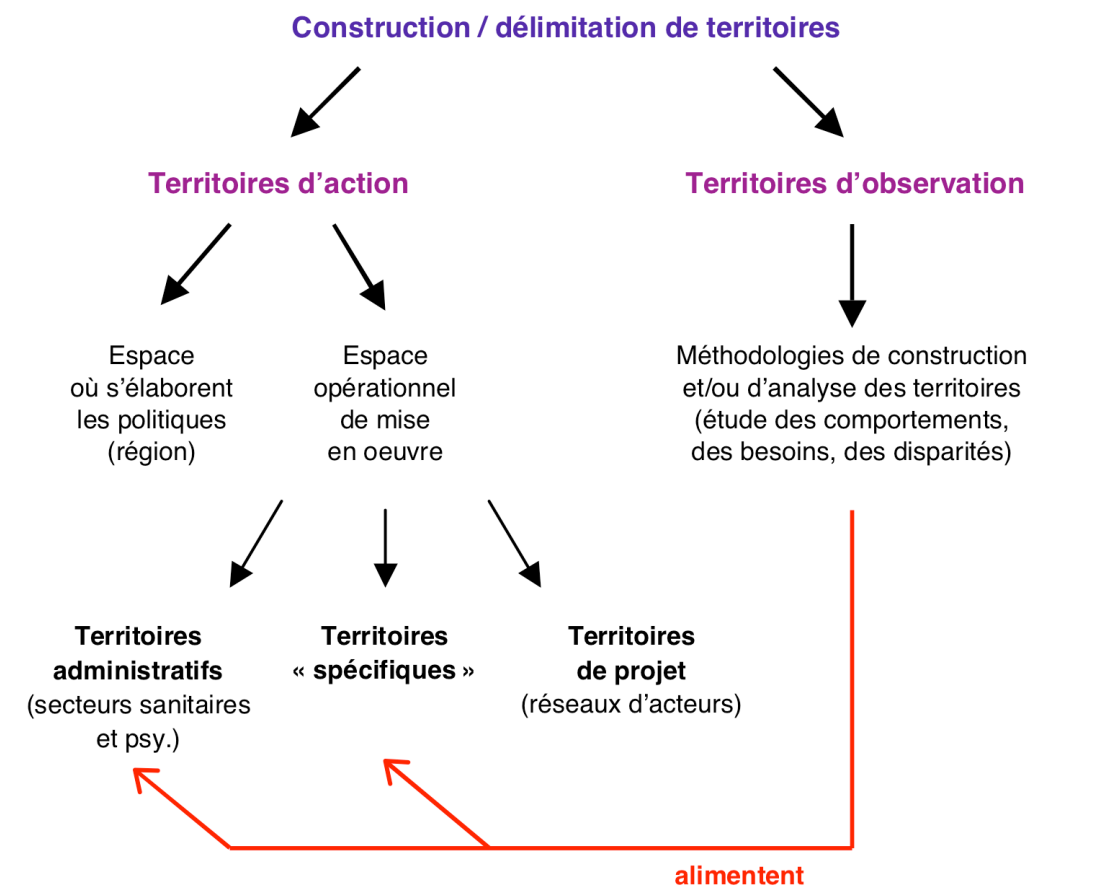 Construction / délimitation de territoires
Territoires d’action
Territoires d’observation
Espace
où s’élaborent
les politiques
(région)
Espace
opérationnel
de mise
en oeuvre
Méthodologies de construction
et/ou d’analyse des territoires
(étude des comportements,
des besoins, des disparités)
Territoires
administratifs
(secteurs sanitaires
et psy.)
Territoires
« spécifiques »
Territoires
de projet
(réseaux d’acteurs)
alimentent